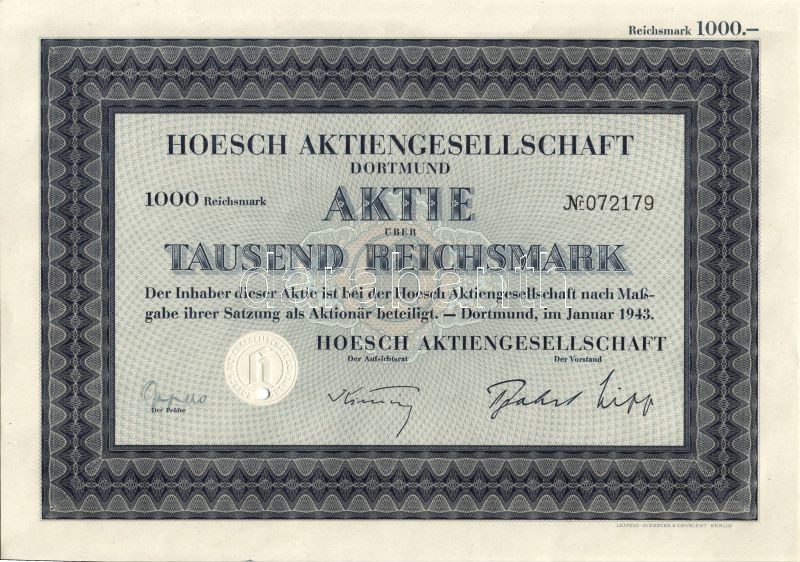 Reichsmark 1000.–
HOESCH AKTIENGESELLSCHAFT
DORTMUND
1000 Reichsmark
AKTIE
Nr. 072179
ÜBER
TAUSEND REICHSMARK
Der Inhaber dieser Aktie ist bei der Hoesch Aktiengesellschaft nach Maß-
gabe ihrer Satzung als Aktionär beteiligt. — Dortmund, im Januar 1943.
HOESCH AKTIENGESELLSCHAFT
Der Aufsichtsrat
Der Vorstand
Der Prüfer
LEIPZIG · GIESECKE & DEVRIENT · BERLIN